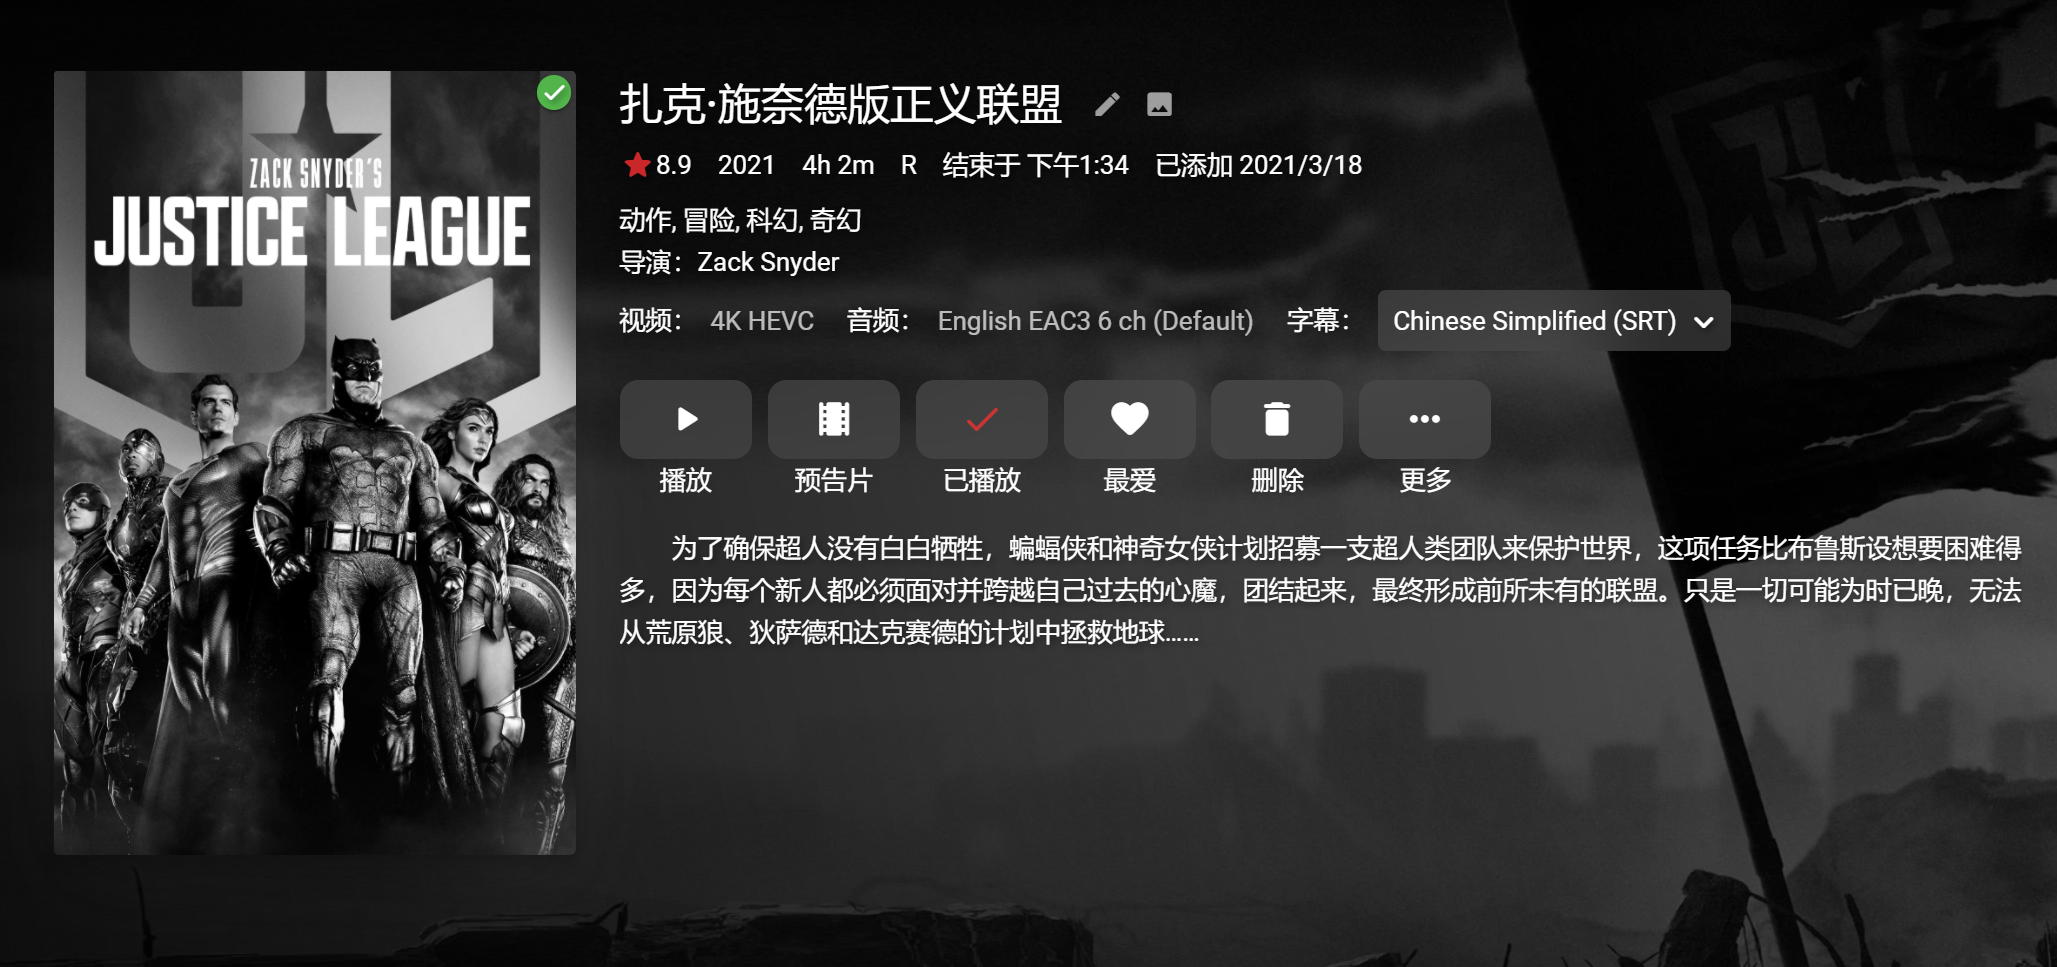 ZACK SNYDER'S
JUSTICE LEAGUE
扎克·施奈德版正义联盟
8.9 2021 4h 2m R 结束于 下午1:34 已添加 2021/3/18
动作, 冒险, 科幻, 奇幻
导演：Zack Snyder
视频： 4K HEVC 音频： English EAC3 6 ch (Default) 字幕： Chinese Simplified (SRT)
播放 预告片 已播放 最爱 删除 更多
为了确保超人没有白白牺牲，蝙蝠侠和神奇女侠计划招募一支超人类团队来保护世界，这项任务比布鲁斯设想要困难得
多，因为每个新人都必须面对并跨越自己过去的心魔，团结起来，最终形成前所未有的联盟。只是一切可能为时已晚，无法
从荒原狼、狄萨德和达克赛德的计划中拯救地球……